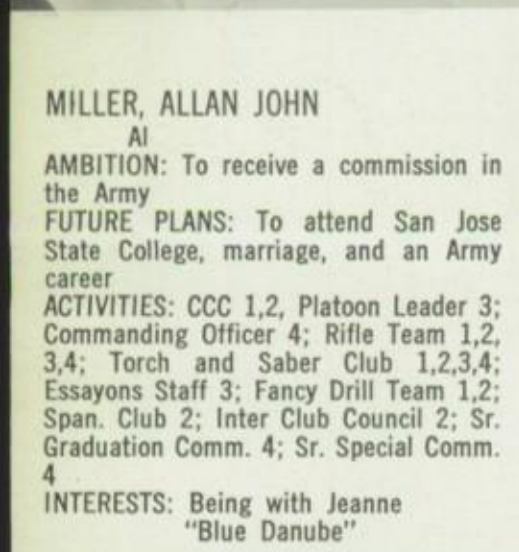 MILLER, ALLAN JOHN
Al
AMBITION: To receive a commission in
the Army
FUTURE PLANS: To attend San Jose
State College, marriage, and an Army
career
ACTIVITIES: CCC 1,2, Platoon Leader 3;
Commanding Officer 4; Rifle Team 1,2,
3,4; Torch and Saber Club 1,2,3,4;
Essayons Staff 3; Fancy Drill Team 1,2;
Span. Club 2; Inter Club Council 2; Sr.
Graduation Comm. 4; Sr. Special Comm.
4
INTERESTS: Being with Jeanne
"Blue Danube"